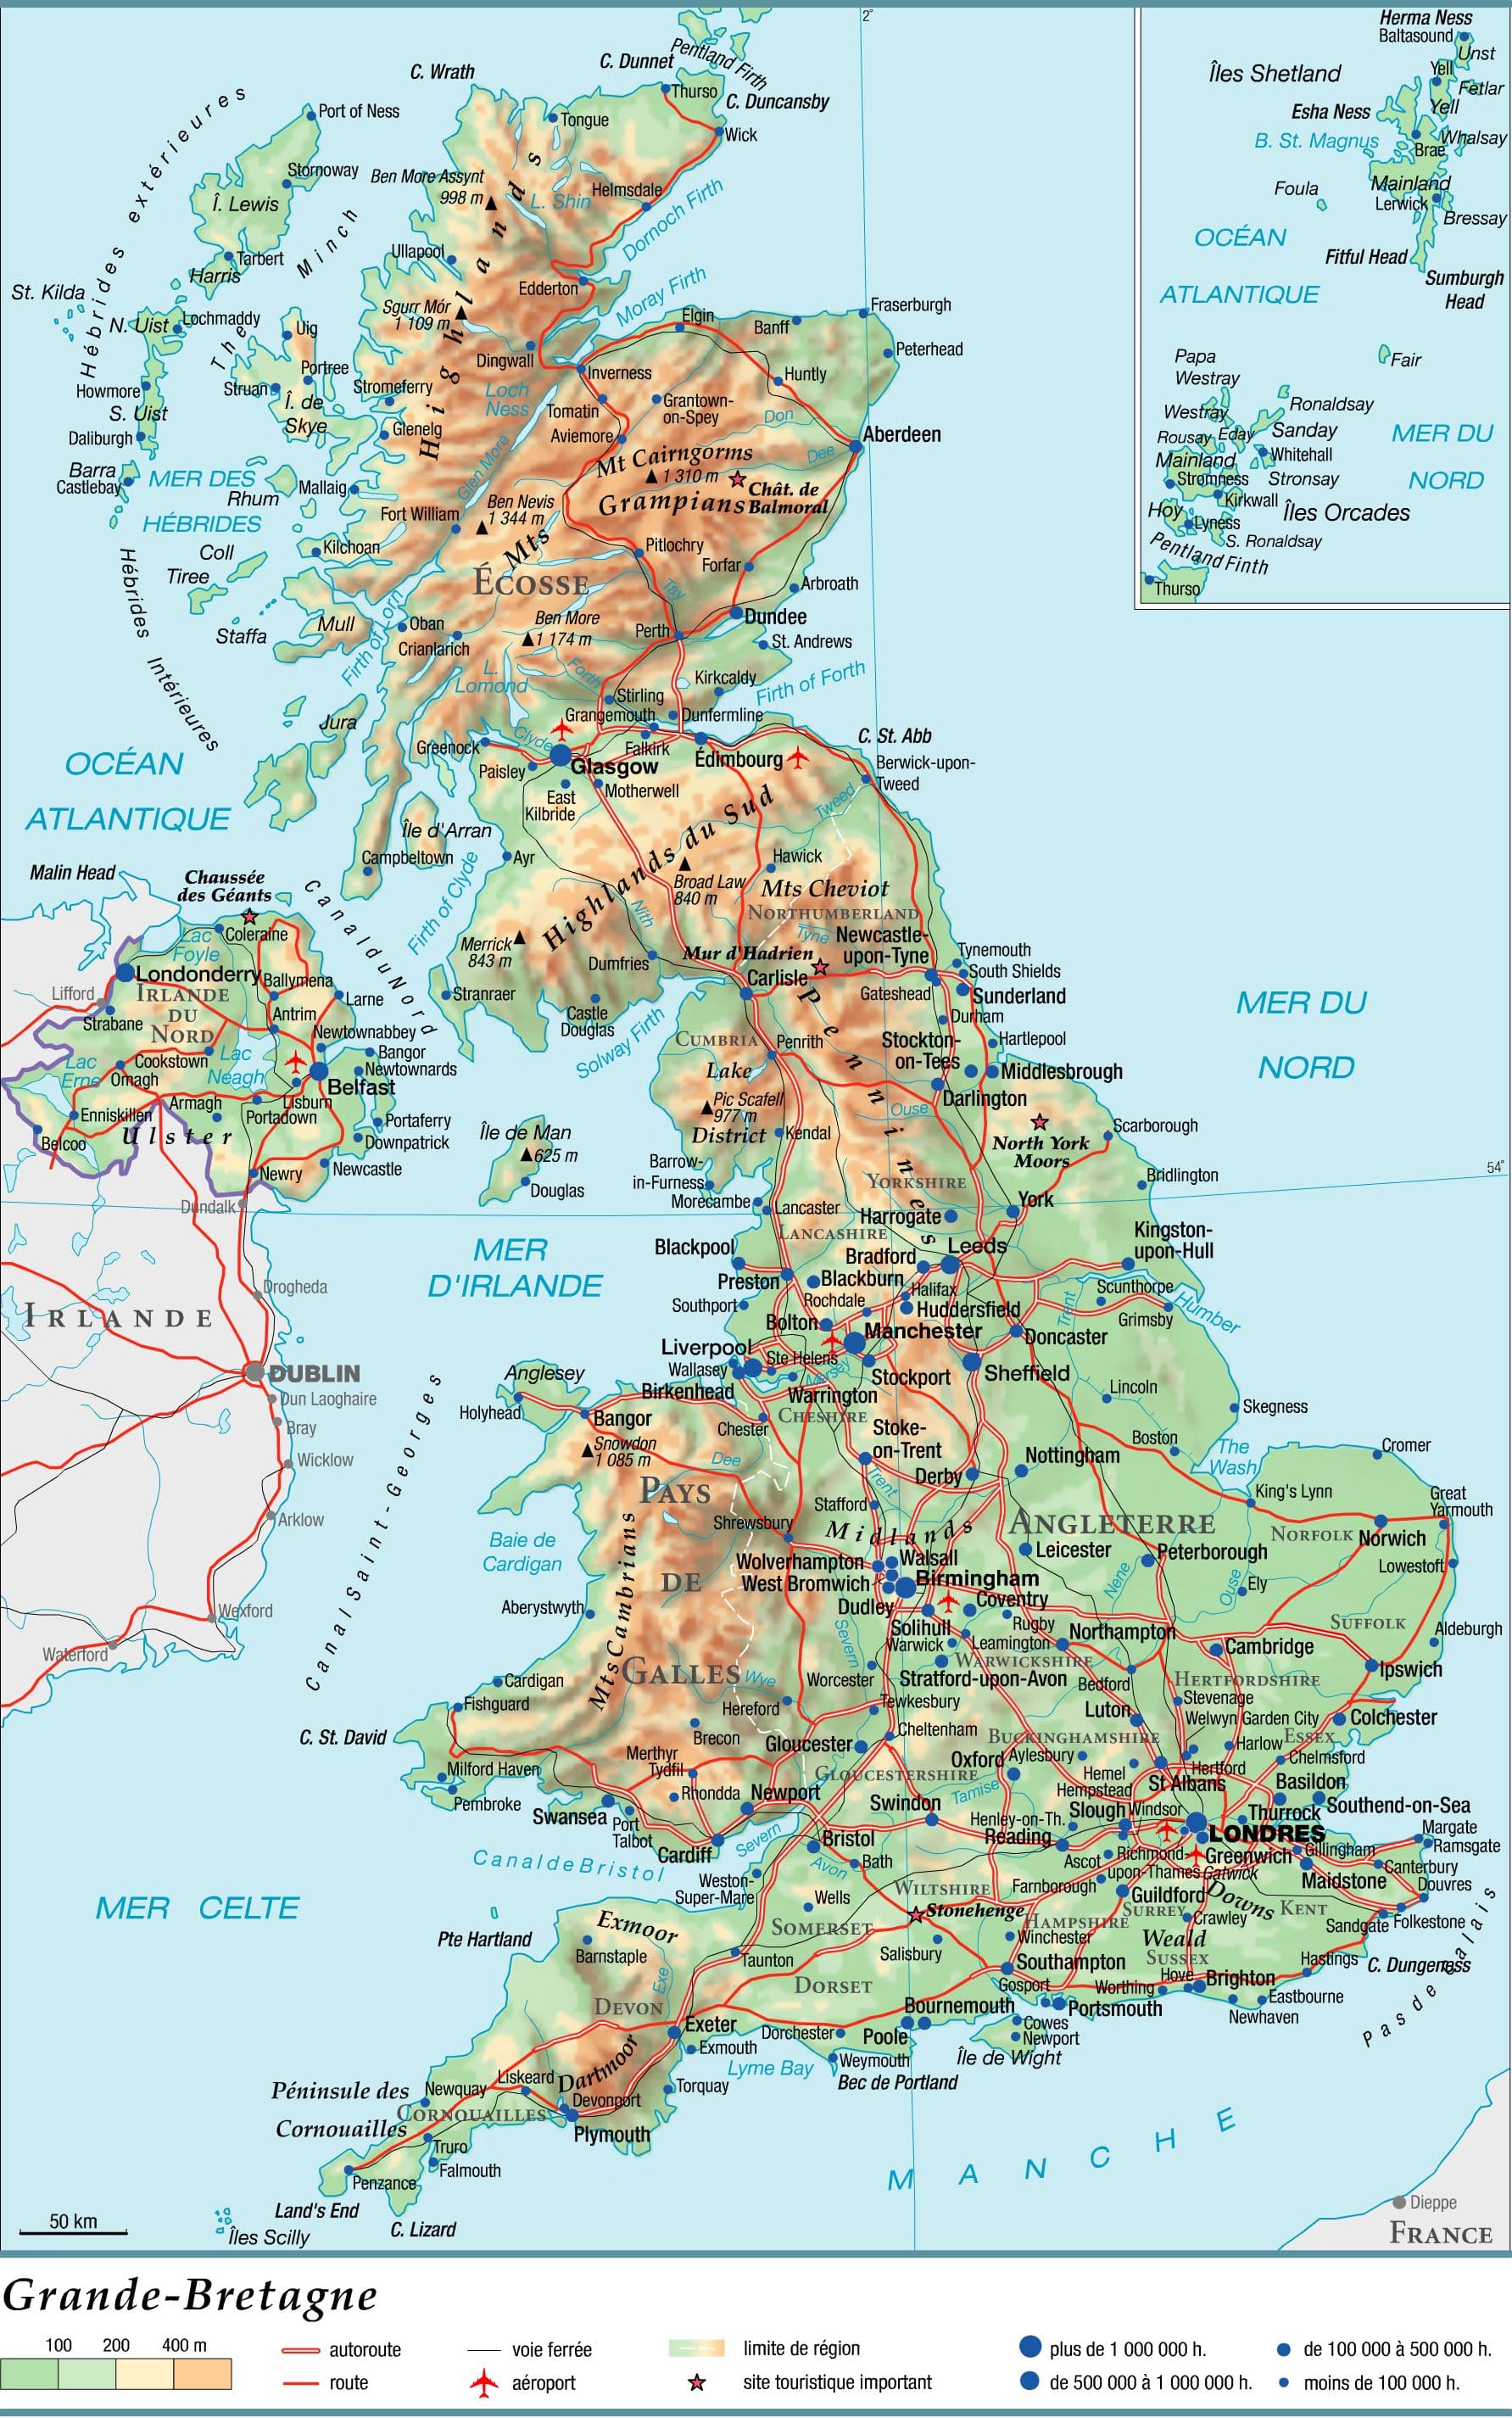 2°
Herma Ness
Baltasound
Unst
Îles Shetland
Yell
Fetlar
Yell
Esha Ness
B. St. Magnus
Whalsay
Brae
Foula
Mainland
Lerwick
Bressay
OCÉAN
Fitful Head
ATLANTIQUE
Sumburgh
Head
Papa
Westray
Fair
Westray
Ronaldsay
Rousay
Eday
Sanday
MER DU
Mainland
Whitehall
Stromness
Stronsay
NORD
Kirkwall
Hoy
Îles Orcades
Lyness
S. Ronaldsay
Pentland Finth
Thurso
C. Wrath
C. Dunnet
Pentland Firth
Thurso
C. Duncansby
Tongue
Wick
Port of Ness
Hébrides extérieures
Stornoway
Ben More Assynt
998 m
L. Shin
Helmsdale
Î. Lewis
Dornoch Firth
The Minch
Ullapool
Tarbert
Harris
Edderton
Moray Firth
St. Kilda
Sgurr Mór
1 109 m
Highlands
Fraserburgh
Elgin
Banff
N. Uist
Lochmaddy
Uig
Dingwall
Peterhead
Portree
Inverness
Huntly
Struan
Stromeferry
Howmore
Loch
Ness
Î. de
Skye
Tomatin
Grantown-
on-Spey
Don
S. Uist
Glenelg
Aviemore
Daliburgh
Aberdeen
Dee
Glen More
Mt Cairngorms
1 310 m
Barra
Castlebay
MER DES
HÉBRIDES
Rhum
Mallaig
Chât. de
Balmoral
Mts Grampians
Ben Nevis
1 344 m
Fort William
Coll
Kilchoan
Pitlochry
Tiree
Forfar
ÉCOSSE
Arbroath
Tay
Hébrides Intérieures
Mull
Staffa
Oban
Firth of Lorn
Ben More
1 174 m
Dundee
Perth
Crianlarich
St. Andrews
L.
Lomond
Forth
Kirkcaldy
Firth of Forth
Stirling
Jura
Grangemouth
Dunfermline
C. St. Abb
Greenock
Clyde
Falkirk
Édimbourg
Glasgow
Paisley
Berwick-upon-
Tweed
OCÉAN
ATLANTIQUE
East
Kilbride
Motherwell
Tweed
Île d'Arran
Highlands du Sud
Campbeltown
Ayr
Hawick
Firth of Clyde
Broad Law
840 m
Mts Cheviot
NORTHUMBERLAND
Malin Head
Chaussée
des Géants
Canal du Nord
Nith
Tyne
Newcastle-
upon-Tyne
Lac
Foyle
Coleraine
Merrick
843 m
Mur d'Hadrien
Tynemouth
Dumfries
South Shields
Londonderry
Ballymena
Carlisle
Gateshead
Sunderland
Lifford
IRLANDE
DU
NORD
Larne
Stranraer
Castle
Douglas
Durham
Strabane
Antrim
Solway Firth
Newtownabbey
CUMBRIA
Penrith
Stockton-
on-Tees
Hartlepool
Cookstown
Lac
Neagh
Bangor
Newtownards
Lac
Erne
Omagh
Belfast
Lake
District
Middlesbrough
Pennines
Armagh
Lisburn
Darlington
Pic Scafell
977 m
Ouse
Enniskillen
Portadown
Portaferry
Île de Man
625 m
Kendal
North York
Moors
Scarborough
Belcoo
Ulster
Downpatrick
Barrow-
in-Furness
Newry
Newcastle
Douglas
YORKSHIRE
Bridlington
54°
Morecambe
Lancaster
Dundalk
Harrogate
York
MER DU
NORD
LANCASHIRE
MER
D'IRLANDE
Blackpool
Bradford
Leeds
Kingston-
upon-Hull
Preston
Blackburn
Drogheda
Halifax
Scunthorpe
Southport
Rochdale
Huddersfield
Trent
Humber
IRLANDE
Bolton
Grimsby
Manchester
Doncaster
Liverpool
Ste Helens
Wallasey
Mersey
DUBLIN
Anglesey
Stockport
Sheffield
Birkenhead
Warrington
Dun Laoghaire
Lincoln
Holyhead
Bangor
CHESHIRE
Skegness
Bray
Chester
Stoke-
on-Trent
Snowdon
1 085 m
Boston
The
Wash
Cromer
Wicklow
Dee
Nottingham
Canal Saint-Georges
Derby
PAYS
DE
GALLES
Trent
King's Lynn
Great
Yarmouth
Stafford
Arklow
Shrewsbury
Midlands
ANGLETERRE
NORFOLK
Norwich
Baie de
Cardigan
Leicester
Wolverhampton
Walsall
Peterborough
Lowestoft
West Bromwich
Birmingham
Nene
Ouse
Ely
Mts Cambrians
Aberystwyth
Dudley
Coventry
Wexford
Solihull
Rugby
Northampton
SUFFOLK
Aldeburgh
Warwick
Leamington
Cambridge
Waterford
Severn
WARWICKSHIRE
Cardigan
Wye
Worcester
Stratford-upon-Avon
Bedford
HERTFORDSHIRE
Ipswich
Fishguard
Hereford
Tewkesbury
Stevenage
Luton
Welwyn Garden City
Colchester
C. St. David
Brecon
Cheltenham
BUCKINGHAMSHIRE
Harlow
ESSEX
Gloucester
Merthyr
Tydfil
Oxford
Aylesbury
Chelmsford
Milford Haven
GLOUCESTERSHIRE
Hemel
Hempstead
Hertford
St Albans
Rhondda
Newport
Tamise
Basildon
Pembroke
Swansea
Swindon
Slough
Windsor
Thurrock
Southend-on-Sea
Port
Talbot
Henley-on-Th.
Reading
LONDRES
Margate
Bristol
Ramsgate
Cardiff
Severn
Canal de Bristol
Bath
Avon
Ascot
Richmond-
upon-Thames
Greenwich
Gillingham
Gatwick
Canterbury
Weston-
Super-Mare
WILTSHIRE
Farnborough
Maidstone
Douvres
MER CELTE
Wells
Guildford
Downs
SURREY
KENT
Exmoor
Stonehenge
Crawley
Sandgate
Folkestone
SOMERSET
HAMPSHIRE
Pte Hartland
Winchester
Weald
Barnstaple
Taunton
Salisbury
SUSSEX
Hastings
C. Dungeness
Southampton
Pas de Calais
Exe
DORSET
Gosport
Worthing
Hove
Brighton
DEVON
Bournemouth
Portsmouth
Eastbourne
Newhaven
Exeter
Dorchester
Poole
Cowes
Newport
Exmouth
Île de Wight
Lyme Bay
Weymouth
Dartmoor
Bec de Portland
Liskeard
Péninsule des
Cornouailles
Newquay
Torquay
Devonport
CORNOUAILLES
Plymouth
Truro
MANCHE
Falmouth
Penzance
Land's End
Dieppe
50 km
Îles Scilly
C. Lizard
FRANCE
Grande-Bretagne
100 200 400 m
autoroute
voie ferrée
limite de région
plus de 1 000 000 h.
de 100 000 à 500 000 h.
route
aéroport
site touristique important
de 500 000 à 1 000 000 h.
moins de 100 000 h.